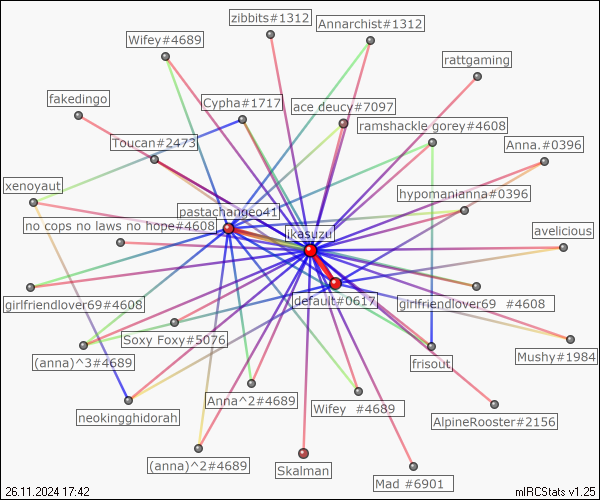 zibbits#1312
Annarchist#1312
Wifey#4689
rattgaming
fakedingo
Cypha#1717
ace deucy#7097
ramshackle gorey#4608
Toucan#2473
Anna.#0396
xenoyaut
hypomanianna#0396
pastachangeo41
no cops no laws no hope#4608
ikasuzu
avelicious
girlfriendlover69#4608
default#0617
girlfriendlover69 #4608
Soxy Foxy#5076
(anna)^3#4689
frisout
Mushy#1984
Anna^2#4689
Wifey #4689
neokingghidorah
AlpineRooster#2156
(anna)^2#4689
Skalman
Mad #6901
26.11.2024 17:42
mIRCStats v1.25